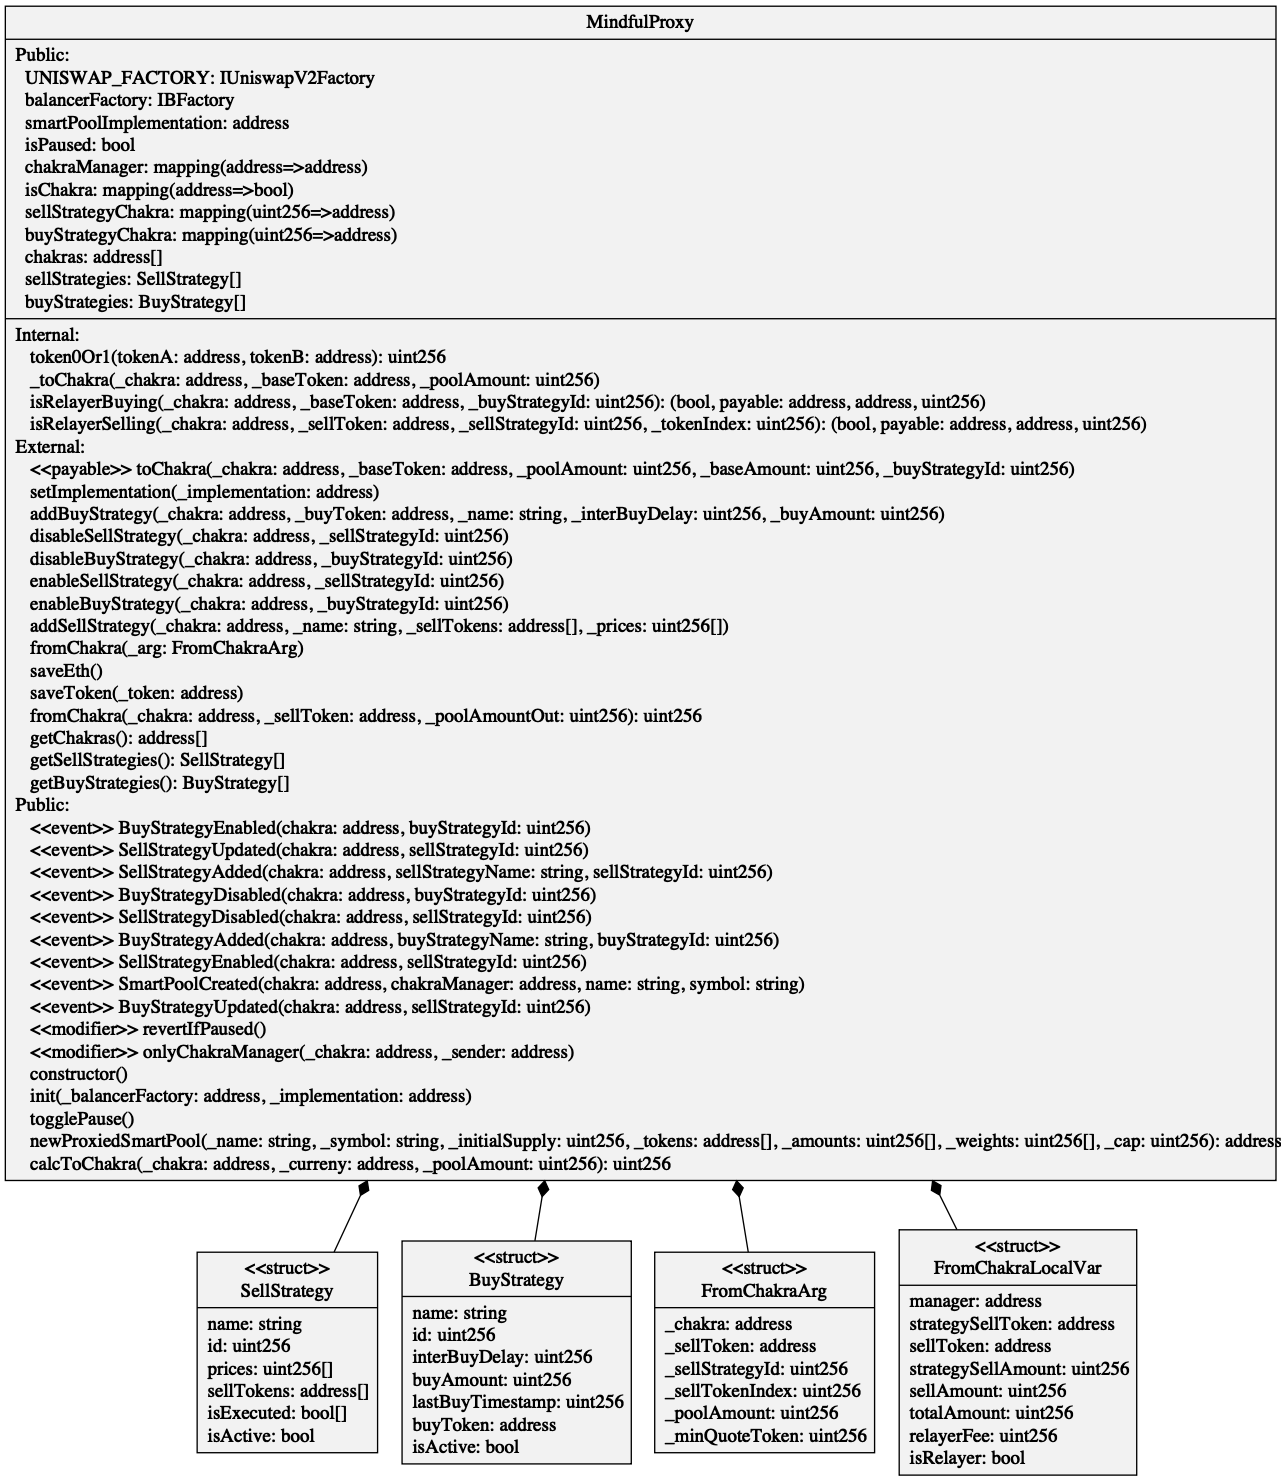 MindfulProxy
Public:
UNISWAP_FACTORY: IUniswapV2Factory
balancerFactory: IBFactory
smartPoolImplementation: address
isPaused: bool
chakraManager: mapping(address=>address)
isChakra: mapping(address=>bool)
sellStrategyChakra: mapping(uint256=>address)
buyStrategyChakra: mapping(uint256=>address)
chakras: address[]
sellStrategies: SellStrategy[]
buyStrategies: BuyStrategy[]
Internal:
token0Or1(tokenA: address, tokenB: address): uint256
_toChakra(_chakra: address, _baseToken: address, _poolAmount: uint256)
isRelayerBuying(_chakra: address, _baseToken: address, _buyStrategyId: uint256): (bool, payable: address, address, uint256)
isRelayerSelling(_chakra: address, _sellToken: address, _sellStrategyId: uint256, _tokenIndex: uint256): (bool, payable: address, address, uint256)
External:
<<payable>> toChakra(_chakra: address, _baseToken: address, _poolAmount: uint256, _baseAmount: uint256, _buyStrategyId: uint256)
setImplementation(_implementation: address)
addBuyStrategy(_chakra: address, _buyToken: address, _name: string, _interBuyDelay: uint256, _buyAmount: uint256)
disableSellStrategy(_chakra: address, _sellStrategyId: uint256)
disableBuyStrategy(_chakra: address, _buyStrategyId: uint256)
enableSellStrategy(_chakra: address, _sellStrategyId: uint256)
enableBuyStrategy(_chakra: address, _buyStrategyId: uint256)
addSellStrategy(_chakra: address, _name: string, _sellTokens: address[], _prices: uint256[])
fromChakra(_arg: FromChakraArg)
saveEth()
saveToken(_token: address)
fromChakra(_chakra: address, _sellToken: address, _poolAmountOut: uint256): uint256
getChakras(): address[]
getSellStrategies(): SellStrategy[]
getBuyStrategies(): BuyStrategy[]
Public:
<<event>> BuyStrategyEnabled(chakra: address, buyStrategyId: uint256)
<<event>> SellStrategyUpdated(chakra: address, sellStrategyId: uint256)
<<event>> SellStrategyAdded(chakra: address, sellStrategyName: string, sellStrategyId: uint256)
<<event>> BuyStrategyDisabled(chakra: address, buyStrategyId: uint256)
<<event>> SellStrategyDisabled(chakra: address, sellStrategyId: uint256)
<<event>> BuyStrategyAdded(chakra: address, buyStrategyName: string, buyStrategyId: uint256)
<<event>> SellStrategyEnabled(chakra: address, sellStrategyId: uint256)
<<event>> SmartPoolCreated(chakra: address, chakraManager: address, name: string, symbol: string)
<<event>> BuyStrategyUpdated(chakra: address, sellStrategyId: uint256)
<<modifier>> revertIfPaused()
<<modifier>> onlyChakraManager(_chakra: address, _sender: address)
constructor()
init(_balancerFactory: address, _implementation: address)
togglePause()
newProxiedSmartPool(_name: string, _symbol: string, _initialSupply: uint256, _tokens: address[], _amounts: uint256[], _weights: uint256[], _cap: uint256): address
calcToChakra(_chakra: address, _curreny: address, _poolAmount: uint256): uint256
<<struct>>
SellStrategy
name: string
id: uint256
prices: uint256[]
sellTokens: address[]
isExecuted: bool[]
isActive: bool
<<struct>>
BuyStrategy
name: string
id: uint256
interBuyDelay: uint256
buyAmount: uint256
lastBuyTimestamp: uint256
buyToken: address
isActive: bool
<<struct>>
FromChakraArg
_chakra: address
_sellToken: address
_sellStrategyId: uint256
_sellTokenIndex: uint256
_poolAmount: uint256
_minQuoteToken: uint256
<<struct>>
FromChakraLocalVar
manager: address
strategySellToken: address
sellToken: address
strategySellAmount: uint256
sellAmount: uint256
totalAmount: uint256
relayerFee: uint256
isRelayer: bool